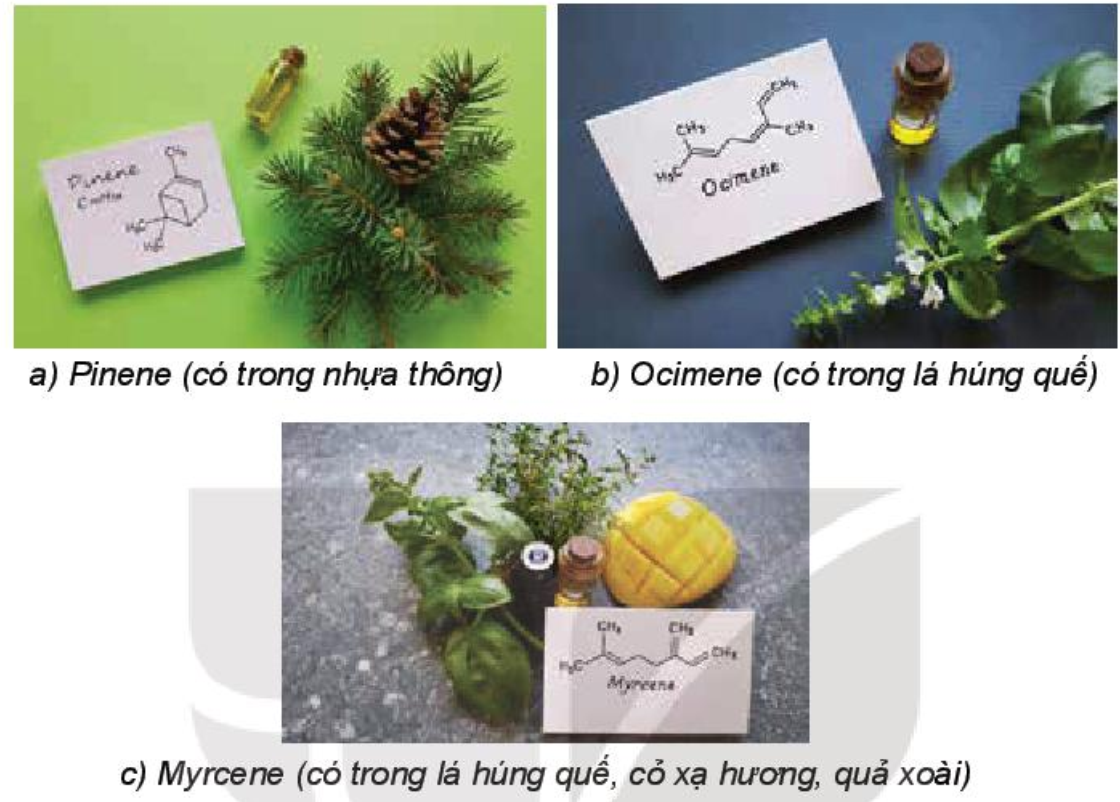 CH₃
Pinene
H₃C
H₃C
a) Pinene (có trong nhựa thông)
CH₂
CH₃
CH₃
H₃C
Ocimene
b) Ocimene (có trong lá húng quế)
CH₃
CH₂
H₃C
CH₂
Myrcene
c) Myrcene (có trong lá húng quế, cỏ xạ hương, quả xoài)